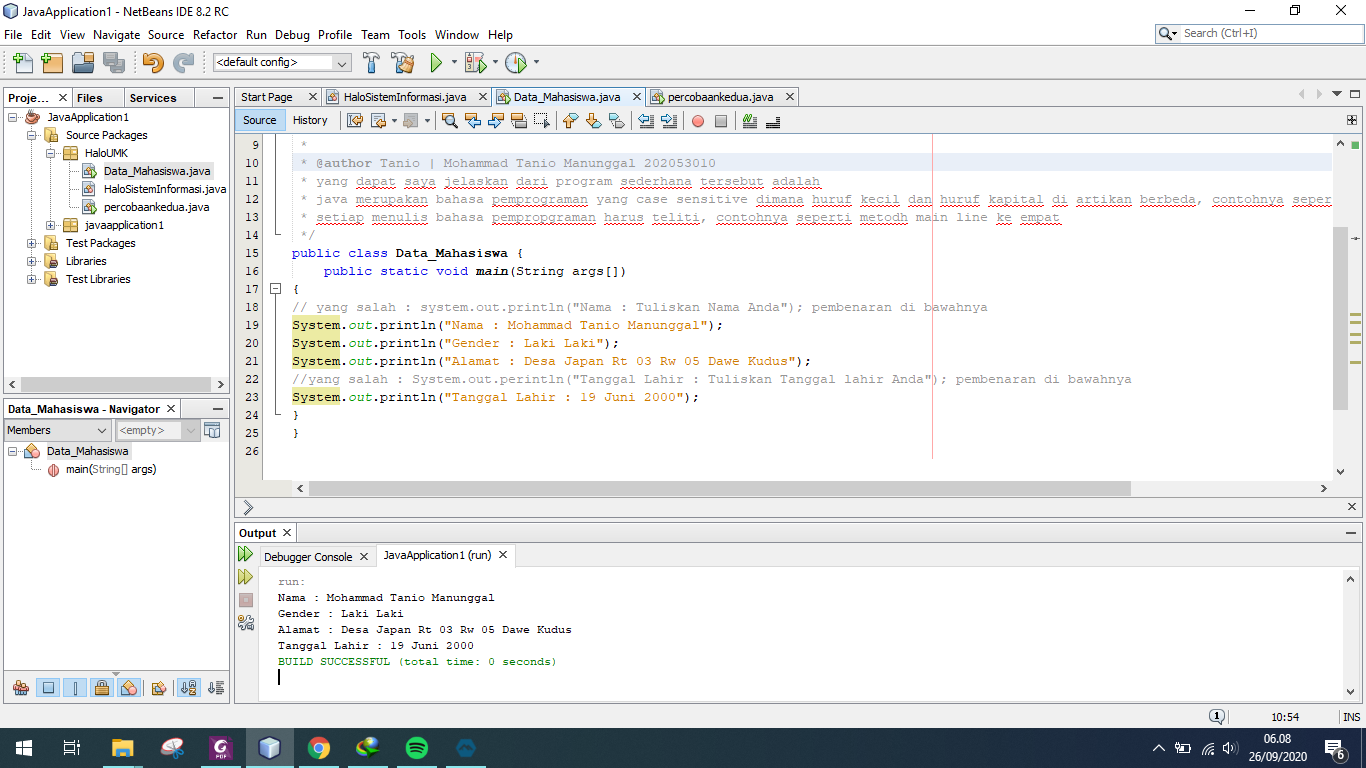 JavaApplication1 - NetBeans IDE 8.2 RC
File Edit View Navigate Source Refactor Run Debug Profile Team Tools Window Help
Search (Ctrl+I)
<default config>
Proje... Files Services
JavaApplication1
Source Packages
HaloUMK
Data_Mahasiswa.java
HaloSistemInformasi.java
percobaankedua.java
javaapplication1
Test Packages
Libraries
Test Libraries
Data_Mahasiswa - Navigator
Members <empty>
Data_Mahasiswa
main(String[] args)
Start Page HaloSistemInformasi.java Data_Mahasiswa.java percobaankedua.java
Source History
9 *
10 * @author Tanio | Mohammad Tanio Manunggal 202053010
11 * yang dapat saya jelaskan dari program sederhana tersebut adalah
12 * java merupakan bahasa pemprograman yang case sensitive dimana huruf kecil dan huruf kapital di artikan berbeda, contohnya seper
13 * setiap menulis bahasa pempropgraman harus teliti, contohnya seperti metodh main line ke empat
14 */
15 public class Data_Mahasiswa {
16 public static void main(String args[])
17 {
18 // yang salah : system.out.println("Nama : Tuliskan Nama Anda"); pembenaran di bawahnya
19 System.out.println("Nama : Mohammad Tanio Manunggal");
20 System.out.println("Gender : Laki Laki");
21 System.out.println("Alamat : Desa Japan Rt 03 Rw 05 Dawe Kudus");
22 //yang salah : System.out.perintln("Tanggal Lahir : Tuliskan Tanggal lahir Anda"); pembenaran di bawahnya
23 System.out.println("Tanggal Lahir : 19 Juni 2000");
24 }
25 }
26
Output
Debugger Console JavaApplication1 (run)
run:
Nama : Mohammad Tanio Manunggal
Gender : Laki Laki
Alamat : Desa Japan Rt 03 Rw 05 Dawe Kudus
Tanggal Lahir : 19 Juni 2000
BUILD SUCCESSFUL (total time: 0 seconds)
1 10:54 INS
PDF
06.08
26/09/2020
6